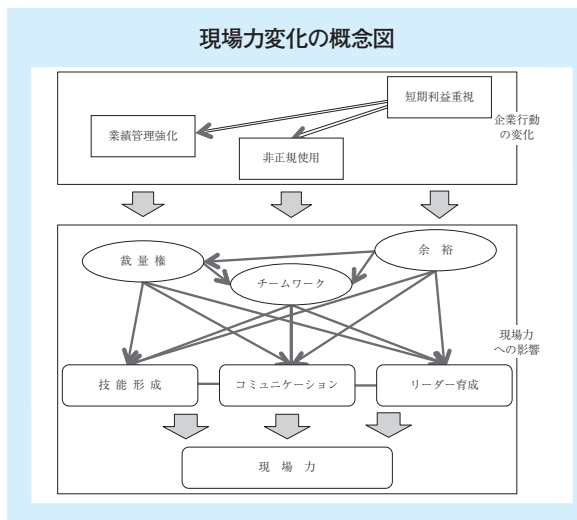 現場力変化の概念図
短期利益重視
企業行動
の変化
業績管理強化
非正規使用
余 裕
裁 量 権
チームワーク
現場力
への影響
技 能 形 成
コミュニケーション
リーダー育成
現 場 力